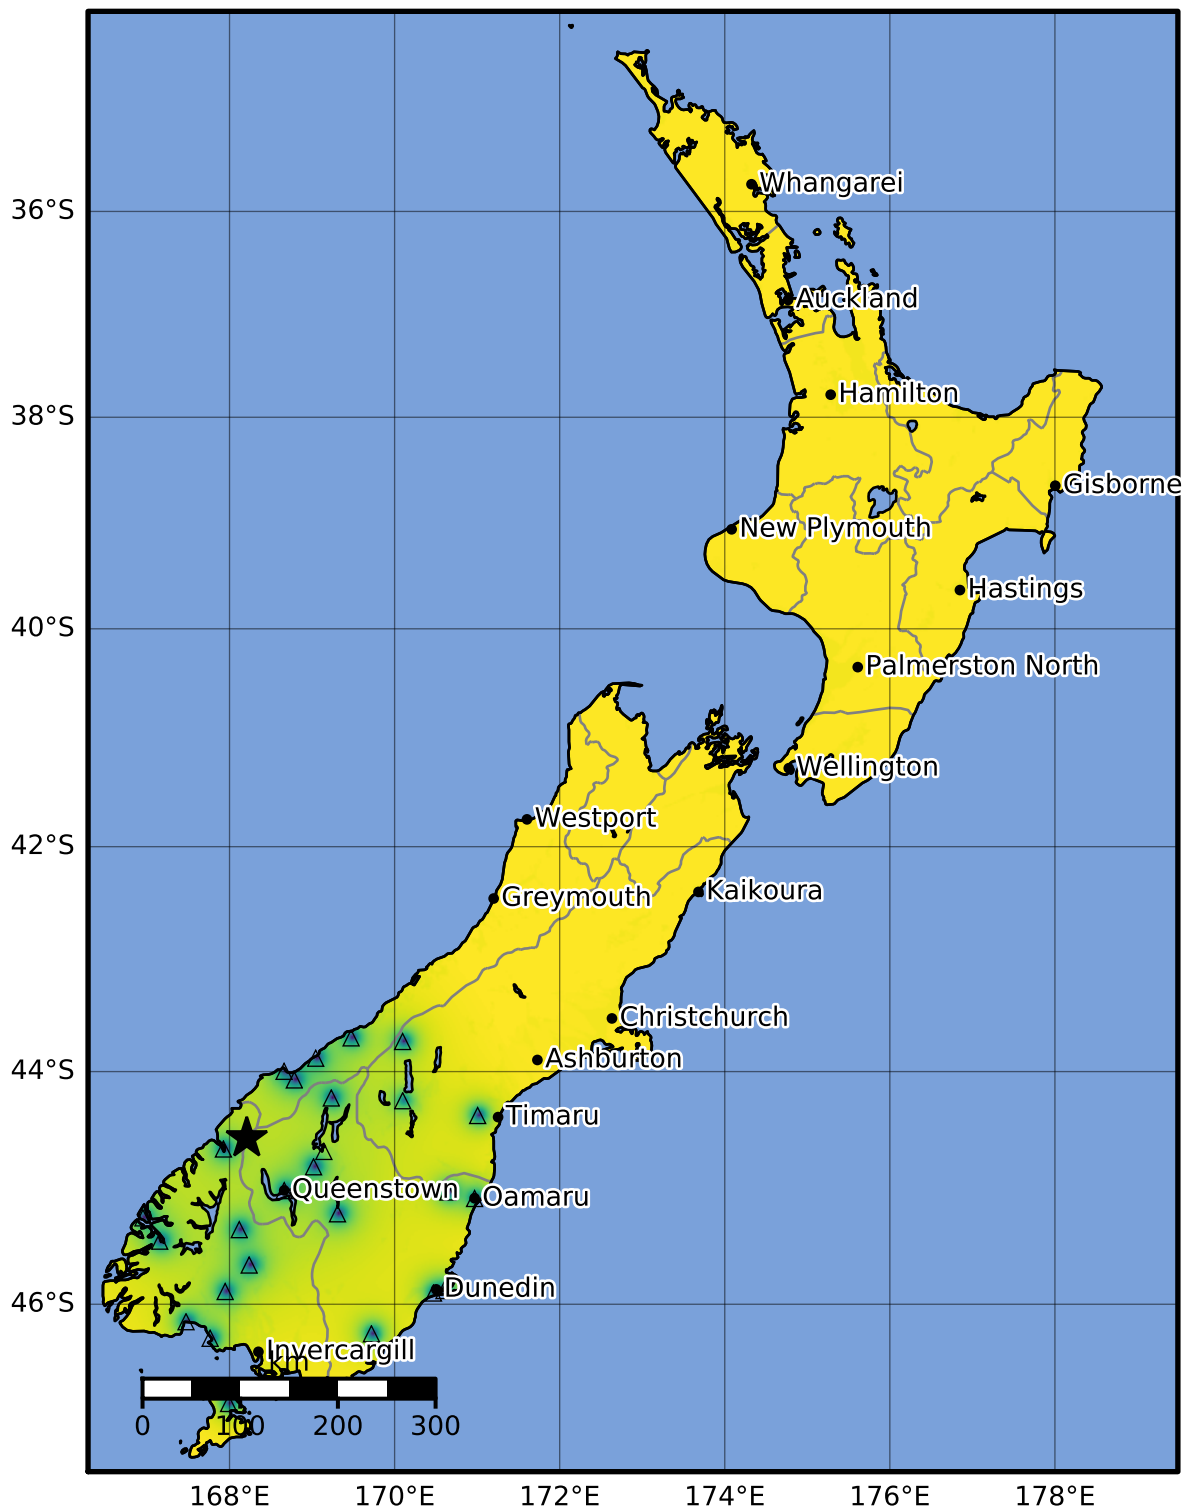 Whangarei
36°S
Auckland
Hamilton
38°S
Gisborne
New Plymouth
Hastings
40°S
Palmerston North
Wellington
Westport
42°S
Kaikoura
Greymouth
Christchurch
Ashburton
44°S
Timaru
Queenstown
Oamaru
Dunedin
46°S
Invercargill
km
0 100 200 300
168°E 170°E 172°E 174°E 176°E 178°E